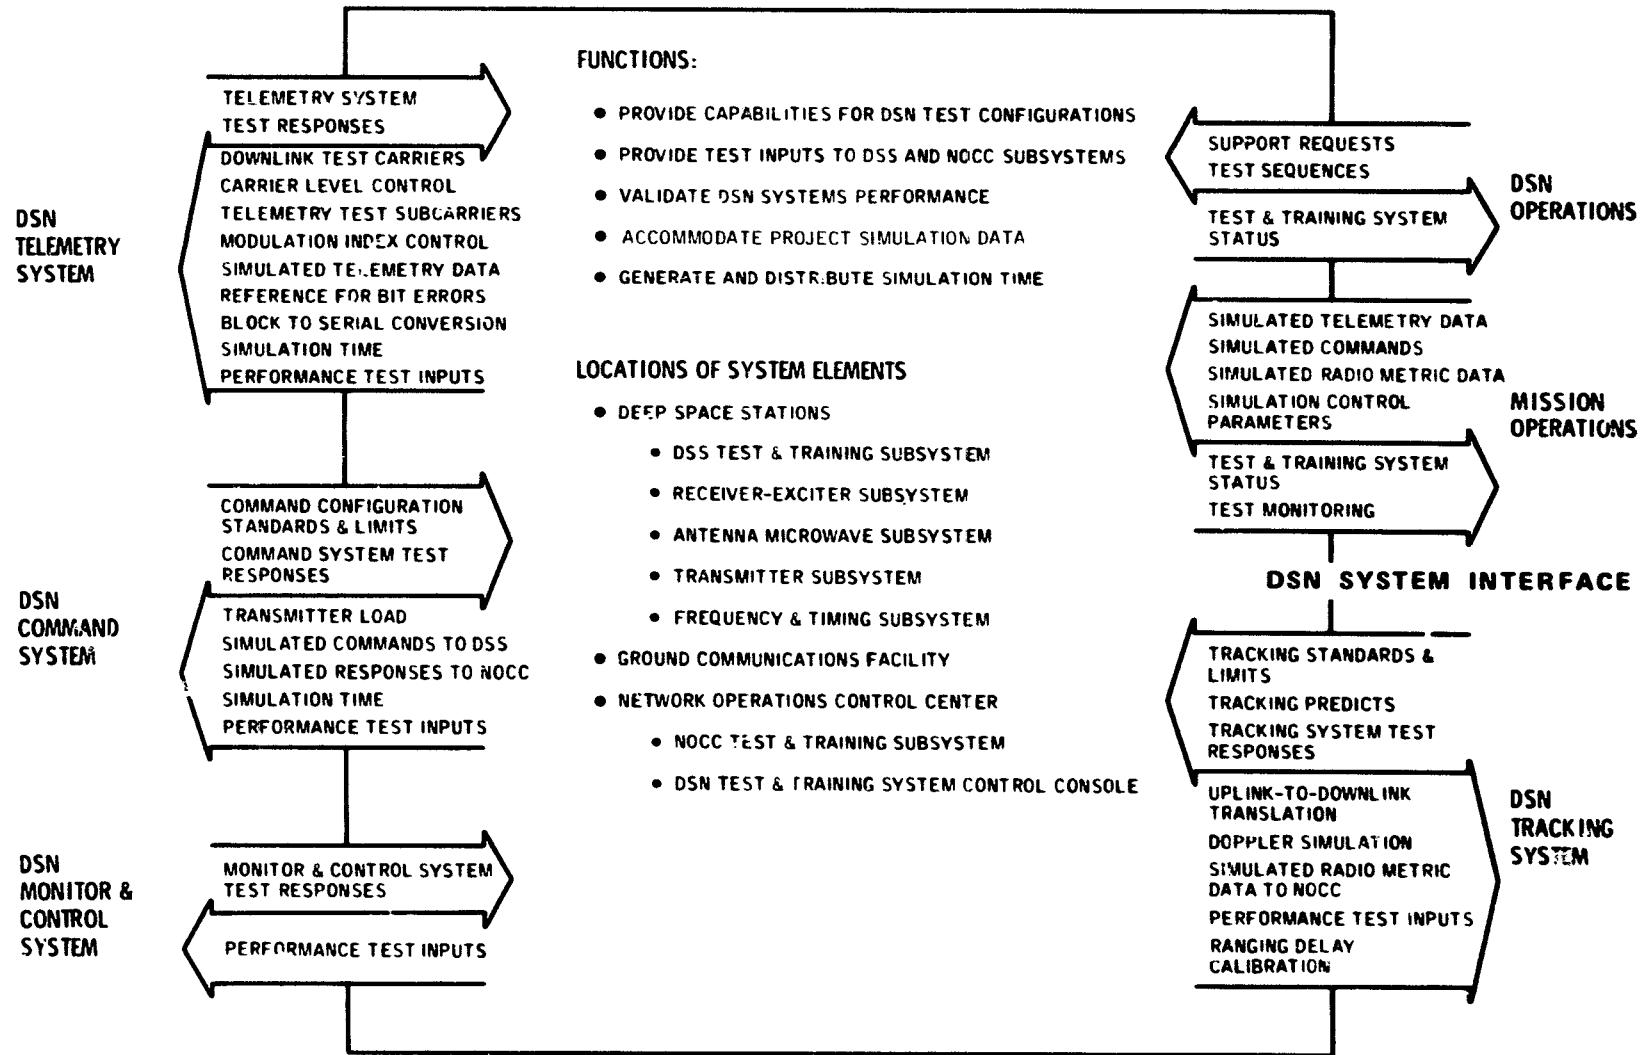 DSN
TELEMETRY
SYSTEM
TELEMETRY SYSTEM
TEST RESPONSES
DOWNLINK TEST CARRIERS
CARRIER LEVEL CONTROL
TELEMETRY TEST SUBCARRIERS
MODULATION INDEX CONTROL
SIMULATED TELEMETRY DATA
REFERENCE FOR BIT ERRORS
BLOCK TO SERIAL CONVERSION
SIMULATION TIME
PERFORMANCE TEST INPUTS
DSN
COMMAND
SYSTEM
COMMAND CONFIGURATION
STANDARDS & LIMITS
COMMAND SYSTEM TEST
RESPONSES
TRANSMITTER LOAD
SIMULATED COMMANDS TO DSS
SIMULATED RESPONSES TO NOCC
SIMULATION TIME
PERFORMANCE TEST INPUTS
DSN
MONITOR &
CONTROL
SYSTEM
MONITOR & CONTROL SYSTEM
TEST RESPONSES
PERFORMANCE TEST INPUTS
FUNCTIONS:
• PROVIDE CAPABILITIES FOR DSN TEST CONFIGURATIONS
• PROVIDE TEST INPUTS TO DSS AND NOCC SUBSYSTEMS
• VALIDATE DSN SYSTEMS PERFORMANCE
• ACCOMMODATE PROJECT SIMULATION DATA
• GENERATE AND DISTRIBUTE SIMULATION TIME
LOCATIONS OF SYSTEM ELEMENTS
• DEEP SPACE STATIONS
• DSS TEST & TRAINING SUBSYSTEM
• RECEIVER-EXCITER SUBSYSTEM
• ANTENNA MICROWAVE SUBSYSTEM
• TRANSMITTER SUBSYSTEM
• FREQUENCY & TIMING SUBSYSTEM
• GROUND COMMUNICATIONS FACILITY
• NETWORK OPERATIONS CONTROL CENTER
• NOCC TEST & TRAINING SUBSYSTEM
• DSN TEST & TRAINING SYSTEM CONTROL CONSOLE
SUPPORT REQUESTS
TEST SEQUENCES
TEST & TRAINING SYSTEM
STATUS
DSN
OPERATIONS
SIMULATED TELEMETRY DATA
SIMULATED COMMANDS
SIMULATED RADIO METRIC DATA
SIMULATION CONTROL
PARAMETERS
TEST & TRAINING SYSTEM
STATUS
TEST MONITORING
MISSION
OPERATIONS
DSN SYSTEM INTERFACE
TRACKING STANDARDS &
LIMITS
TRACKING PREDICTS
TRACKING SYSTEM TEST
RESPONSES
UPLINK-TO-DOWNLINK
TRANSLATION
DOPPLER SIMULATION
SIMULATED RADIO METRIC
DATA TO NOCC
PERFORMANCE TEST INPUTS
RANGING DELAY
CALIBRATION
DSN
TRACKING
SYSTEM